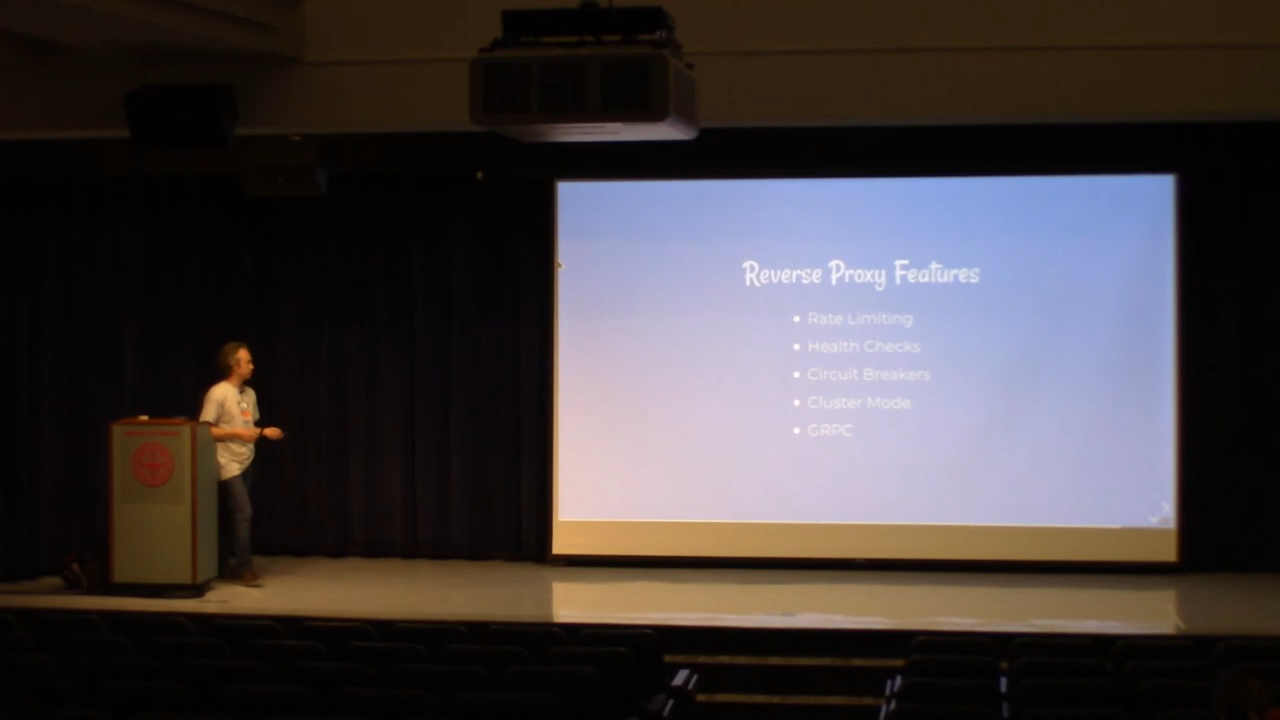 Reverse Proxy Features
Rate Limiting
Health Checks
Circuit Breakers
Cluster Mode
GRPC